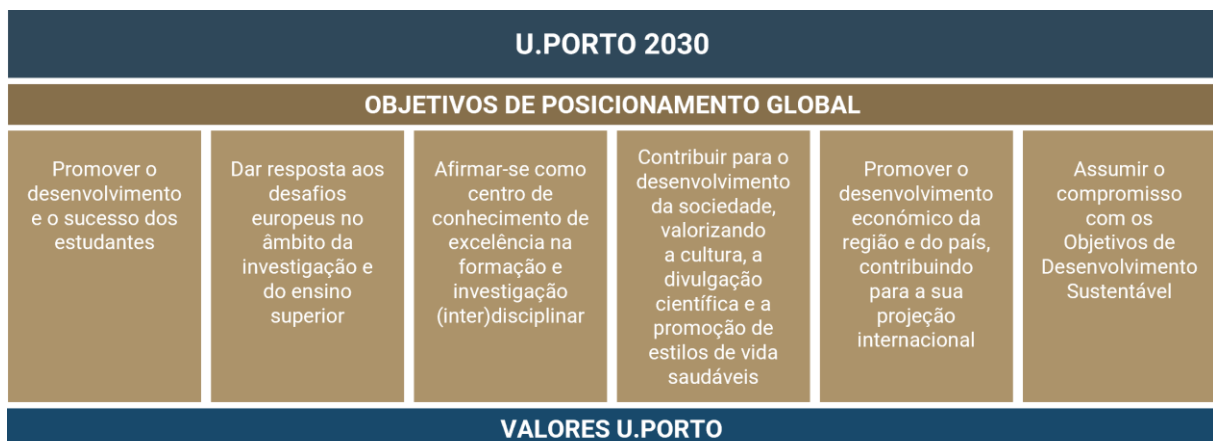 U.PORTO 2030
OBJETIVOS DE POSICIONAMENTO GLOBAL
Promover o
desenvolvimento
e o sucesso dos
estudantes
Dar resposta aos
desafios
europeus no
âmbito da
investigação e
do ensino
superior
Afirmar-se como
centro de
conhecimento de
excelência na
formação e
investigação
(inter)disciplinar
Contribuir para o
desenvolvimento
da sociedade,
valorizando
a cultura, a
divulgação
científica e a
promoção de
estilos de vida
saudáveis
Promover o
desenvolvimento
económico da
região e do país,
contribuindo
para a sua
projeção
internacional
Assumir o
compromisso
com os
Objetivos de
Desenvolvimento
Sustentável
VALORES U.PORTO